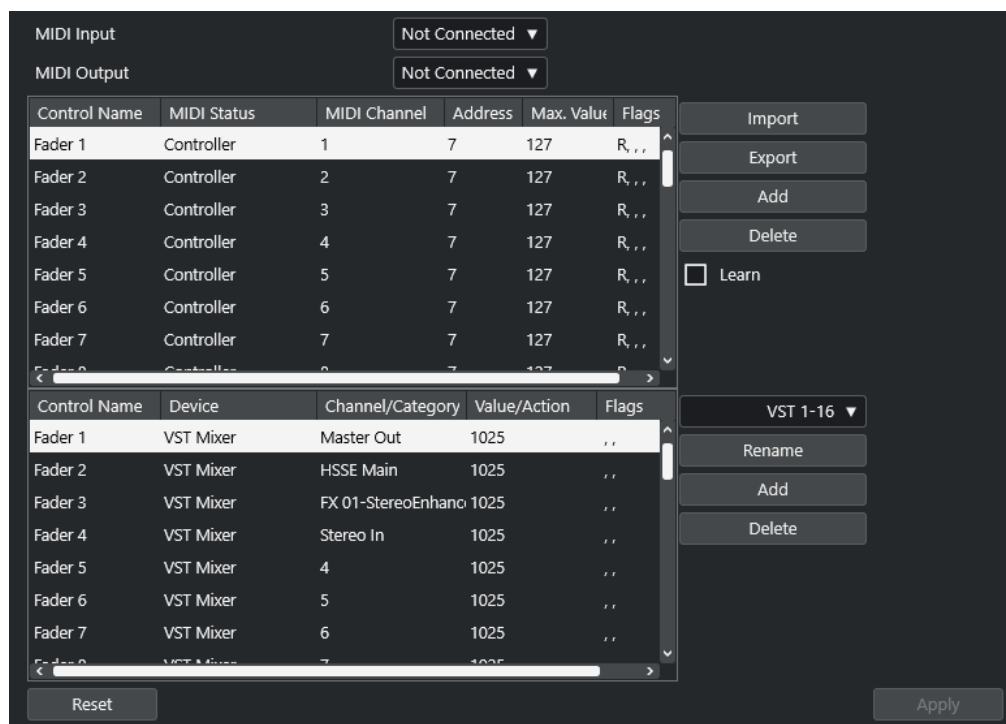 MIDI Input Not Connected ▼
MIDI Output Not Connected ▼
Control Name MIDI Status MIDI Channel Address Max. Value Flags
Import
Fader 1 Controller 1 7 127 R, , ,
Export
Fader 2 Controller 2 7 127 R, , ,
Add
Fader 3 Controller 3 7 127 R, , ,
Delete
Fader 4 Controller 4 7 127 R, , ,
Learn
Fader 5 Controller 5 7 127 R, , ,
Fader 6 Controller 6 7 127 R, , ,
Fader 7 Controller 7 7 127 R, , ,
Control Name Device Channel/Category Value/Action Flags
VST 1-16 ▼
Fader 1 VST Mixer Master Out 1025 , ,
Rename
Fader 2 VST Mixer HSSE Main 1025 , ,
Add
Fader 3 VST Mixer FX 01-StereoEnhanc 1025 , ,
Delete
Fader 4 VST Mixer Stereo In 1025 , ,
Fader 5 VST Mixer 4 1025 , ,
Fader 6 VST Mixer 5 1025 , ,
Fader 7 VST Mixer 6 1025 , ,
Reset Apply